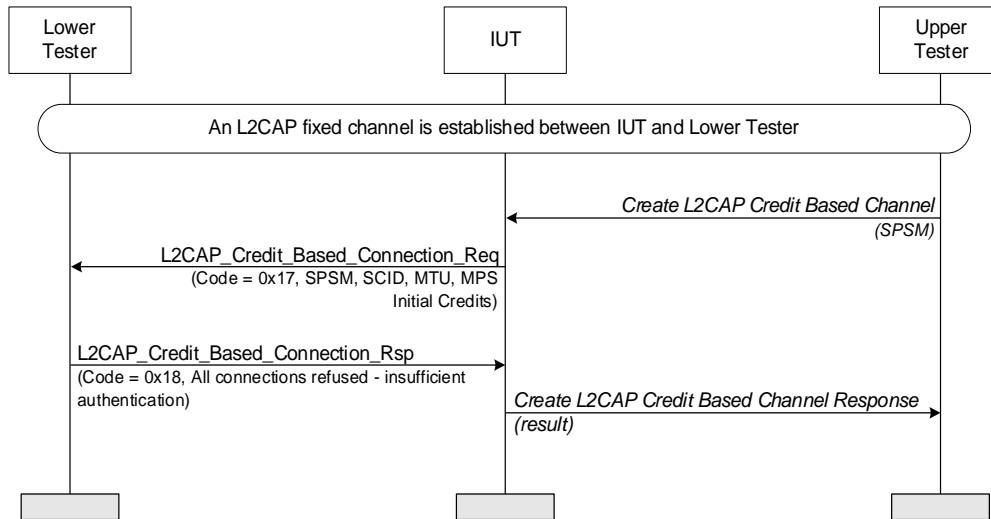 Lower
Tester
IUT
Upper
Tester
An L2CAP fixed channel is established between IUT and Lower Tester
Create L2CAP Credit Based Channel
(SPSM)
L2CAP_Credit_Based_Connection_Req
(Code = 0x17, SPSM, SCID, MTU, MPS
Initial Credits)
L2CAP_Credit_Based_Connection_Rsp
(Code = 0x18, All connections refused - insufficient
authentication)
Create L2CAP Credit Based Channel Response
(result)